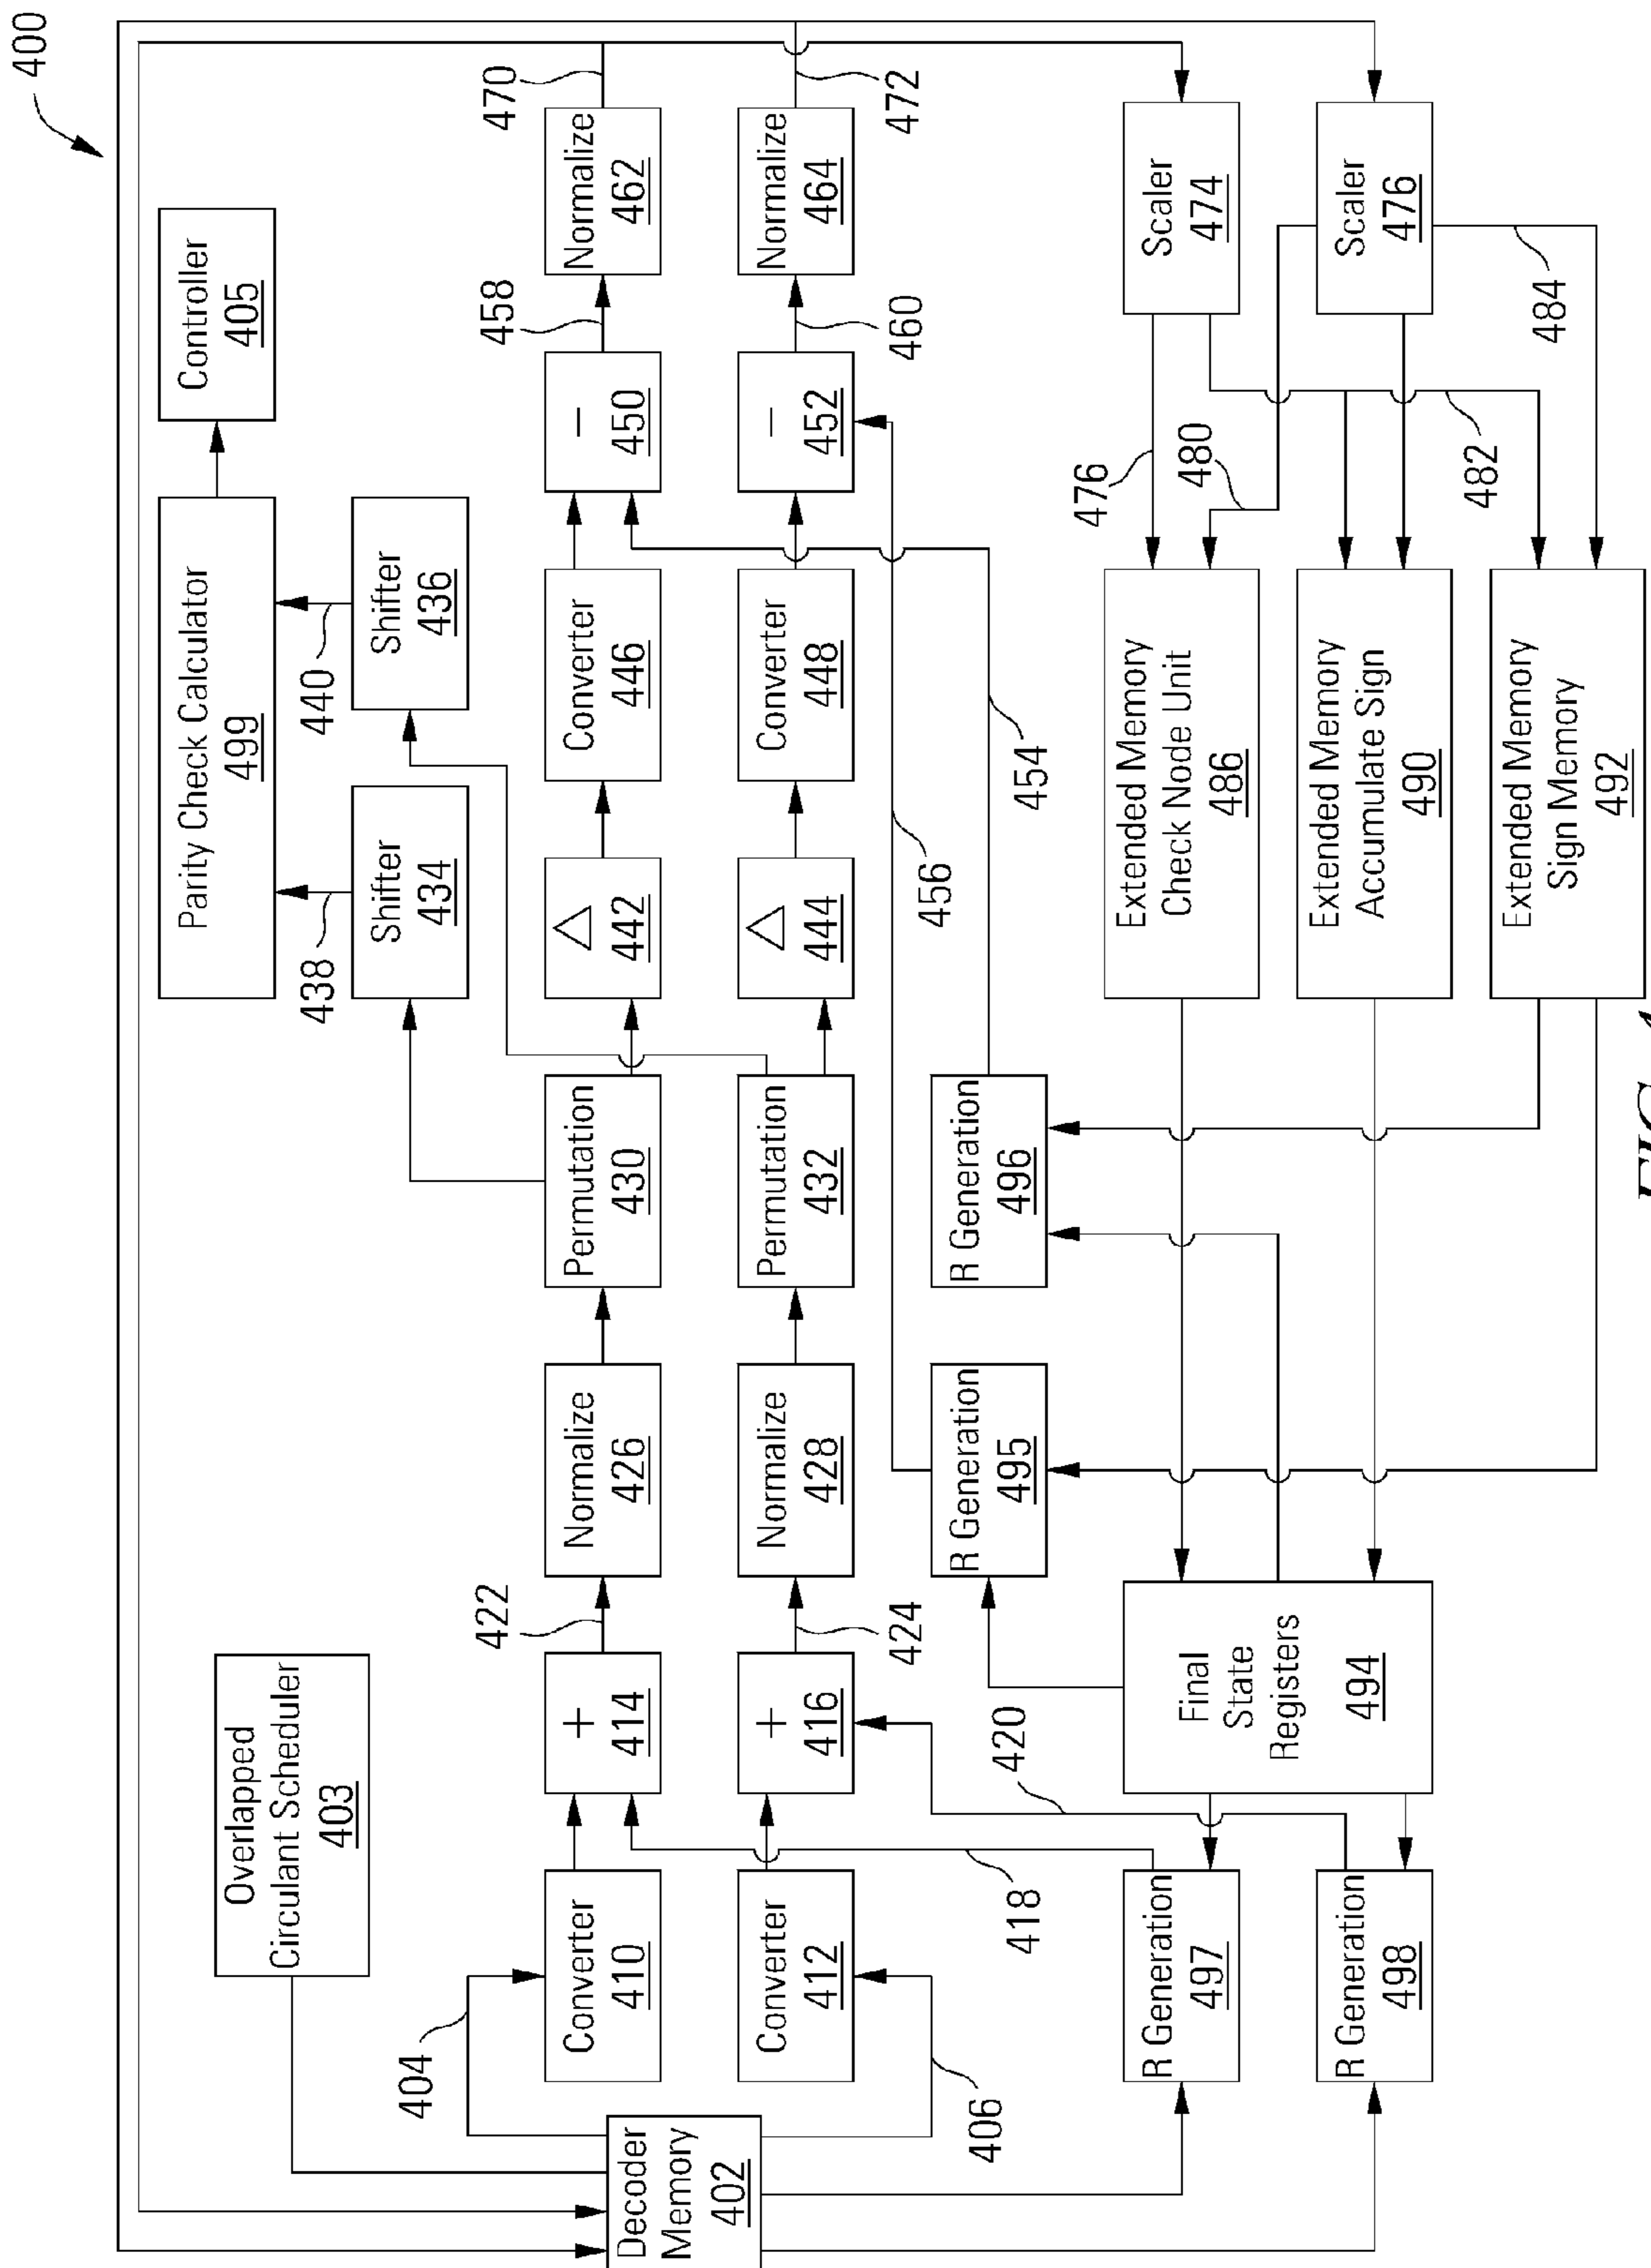 400
Controller
405
Parity Check Calculator
499
440
Shifter
436
438
Shifter
434
Overlapped
Circulant Scheduler
403
404
Decoder
Memory
402
406
Converter
410
Converter
412
+
414
+
416
422
424
Normalize
426
Normalize
428
Permutation
430
Permutation
432
△
442
△
444
Converter
446
Converter
448
−
450
−
452
458
460
Normalize
462
Normalize
464
470
472
418
420
R Generation
495
R Generation
496
456
454
R Generation
497
R Generation
498
Final
State
Registers
494
Extended Memory
Check Node Unit
486
Extended Memory
Accumulate Sign
490
Extended Memory
Sign Memory
492
476
480
482
484
Scaler
474
Scaler
476